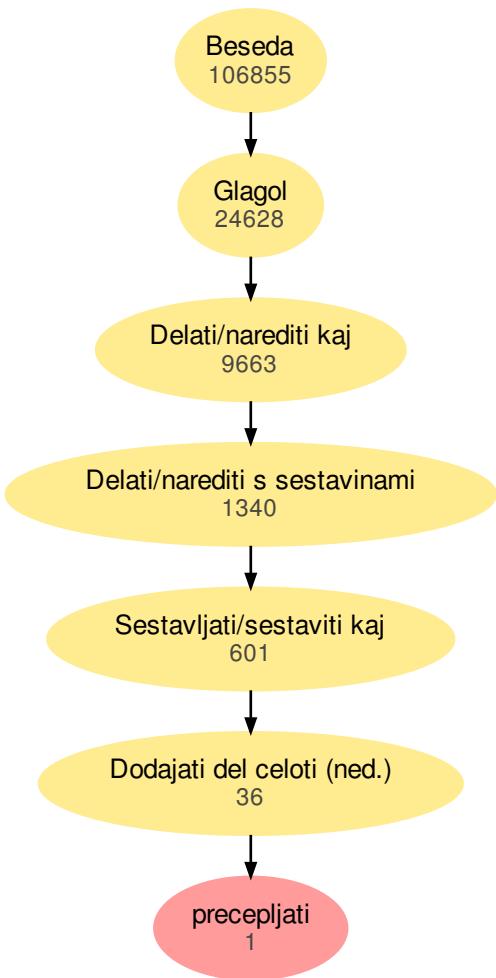 Beseda
106855
Glagol
24628
Delati/narediti kaj
9663
Delati/narediti s sestavinami
1340
Sestavljati/sestaviti kaj
601
Dodajati del celoti (ned.)
36
precepljati
1